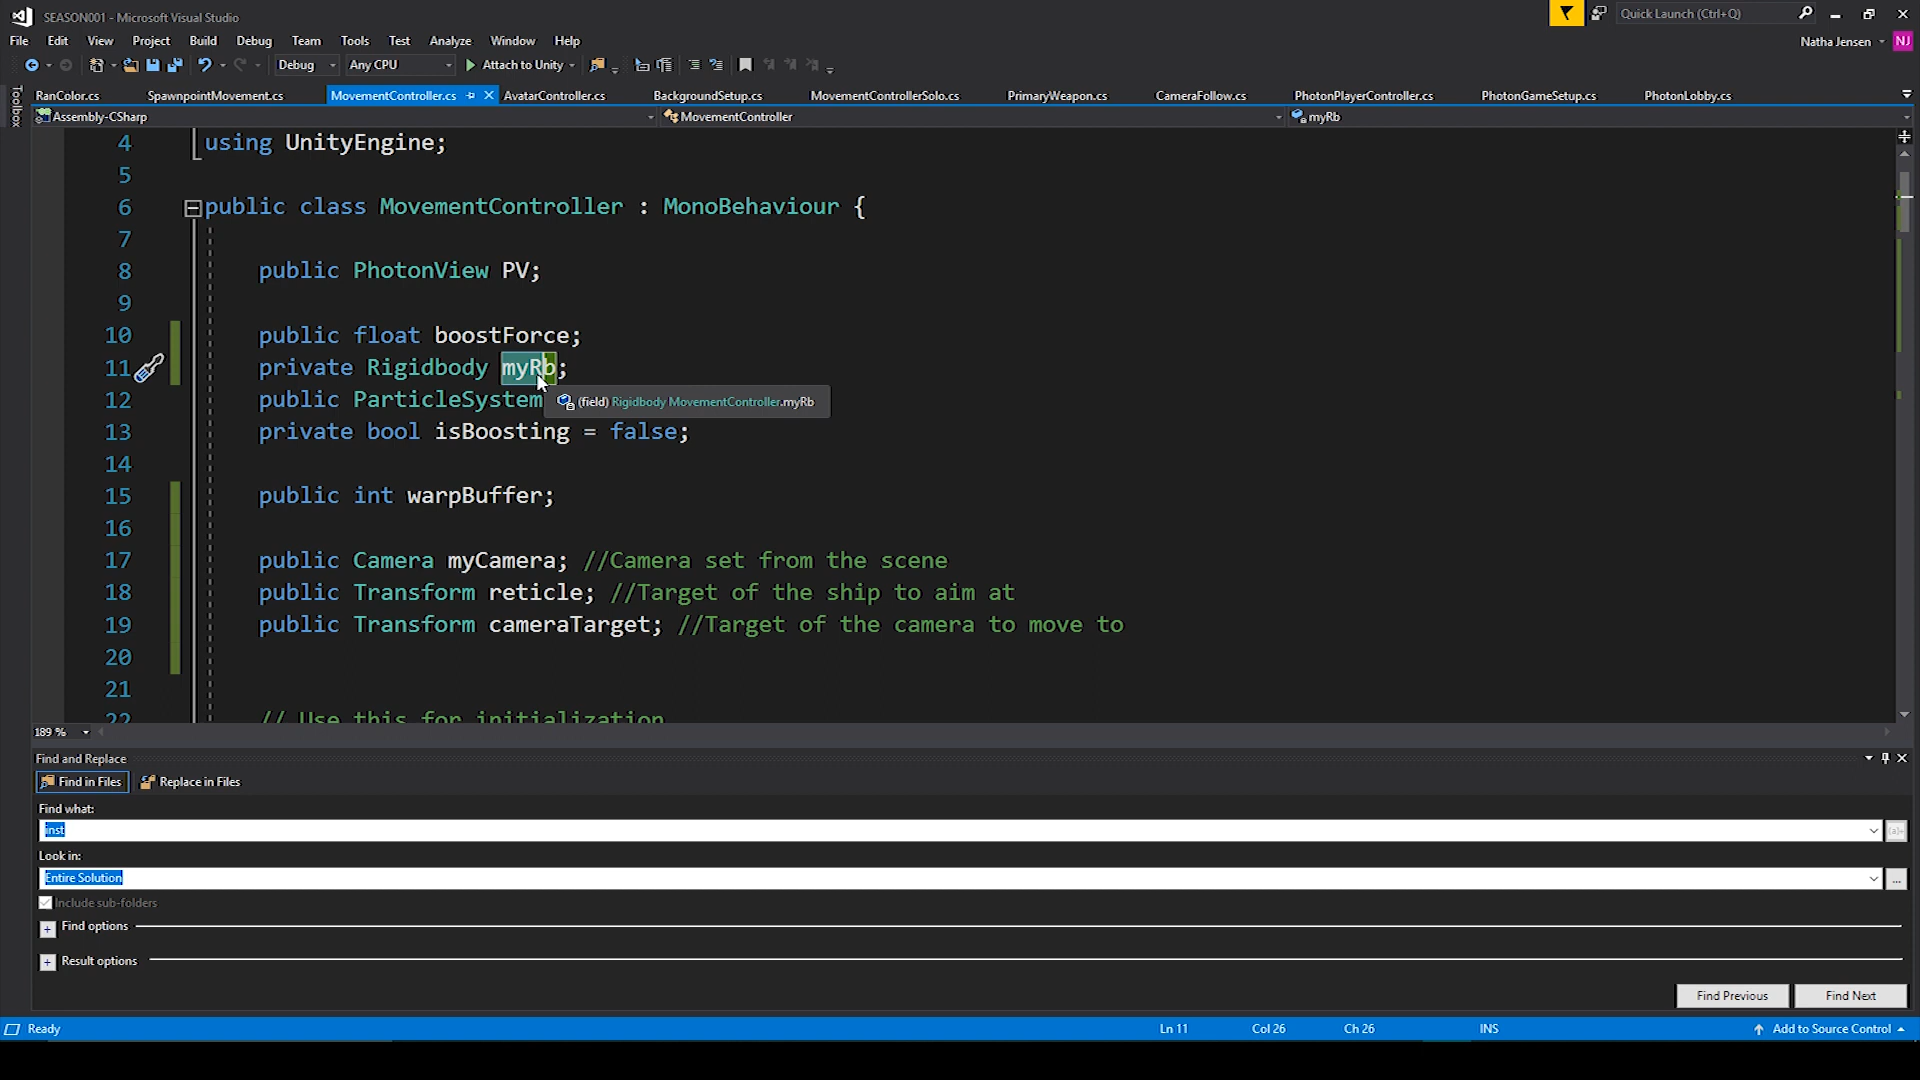 SEASON001 - Microsoft Visual Studio
Quick Launch (Ctrl+Q)
File Edit View Project Build Debug Team Tools Test Analyze Window Help
Natha Jensen NJ
Debug Any CPU Attach to Unity
Toolbox
RanColor.cs SpawnpointMovement.cs MovementController.cs AvatarController.cs BackgroundSetup.cs MovementControllerSolo.cs PrimaryWeapon.cs CameraFollow.cs PhotonPlayerController.cs PhotonGameSetup.cs PhotonLobby.cs
Assembly-CSharp MovementController myRb
4 using UnityEngine;
5
6 public class MovementController : MonoBehaviour {
7
8 public PhotonView PV;
9
10 public float boostForce;
11 private Rigidbody myRb;
12 public ParticleSystem
(field) Rigidbody MovementController.myRb
13 private bool isBoosting = false;
14
15 public int warpBuffer;
16
17 public Camera myCamera; //Camera set from the scene
18 public Transform reticle; //Target of the ship to aim at
19 public Transform cameraTarget; //Target of the camera to move to
20
21
22 // Use this for initialization
189 %
Find and Replace
Find in Files Replace in Files
Find what:
inst
Look in:
Entire Solution
...
Include sub-folders
Find options
Result options
Find Previous Find Next
Ready Ln 11 Col 26 Ch 26 INS Add to Source Control